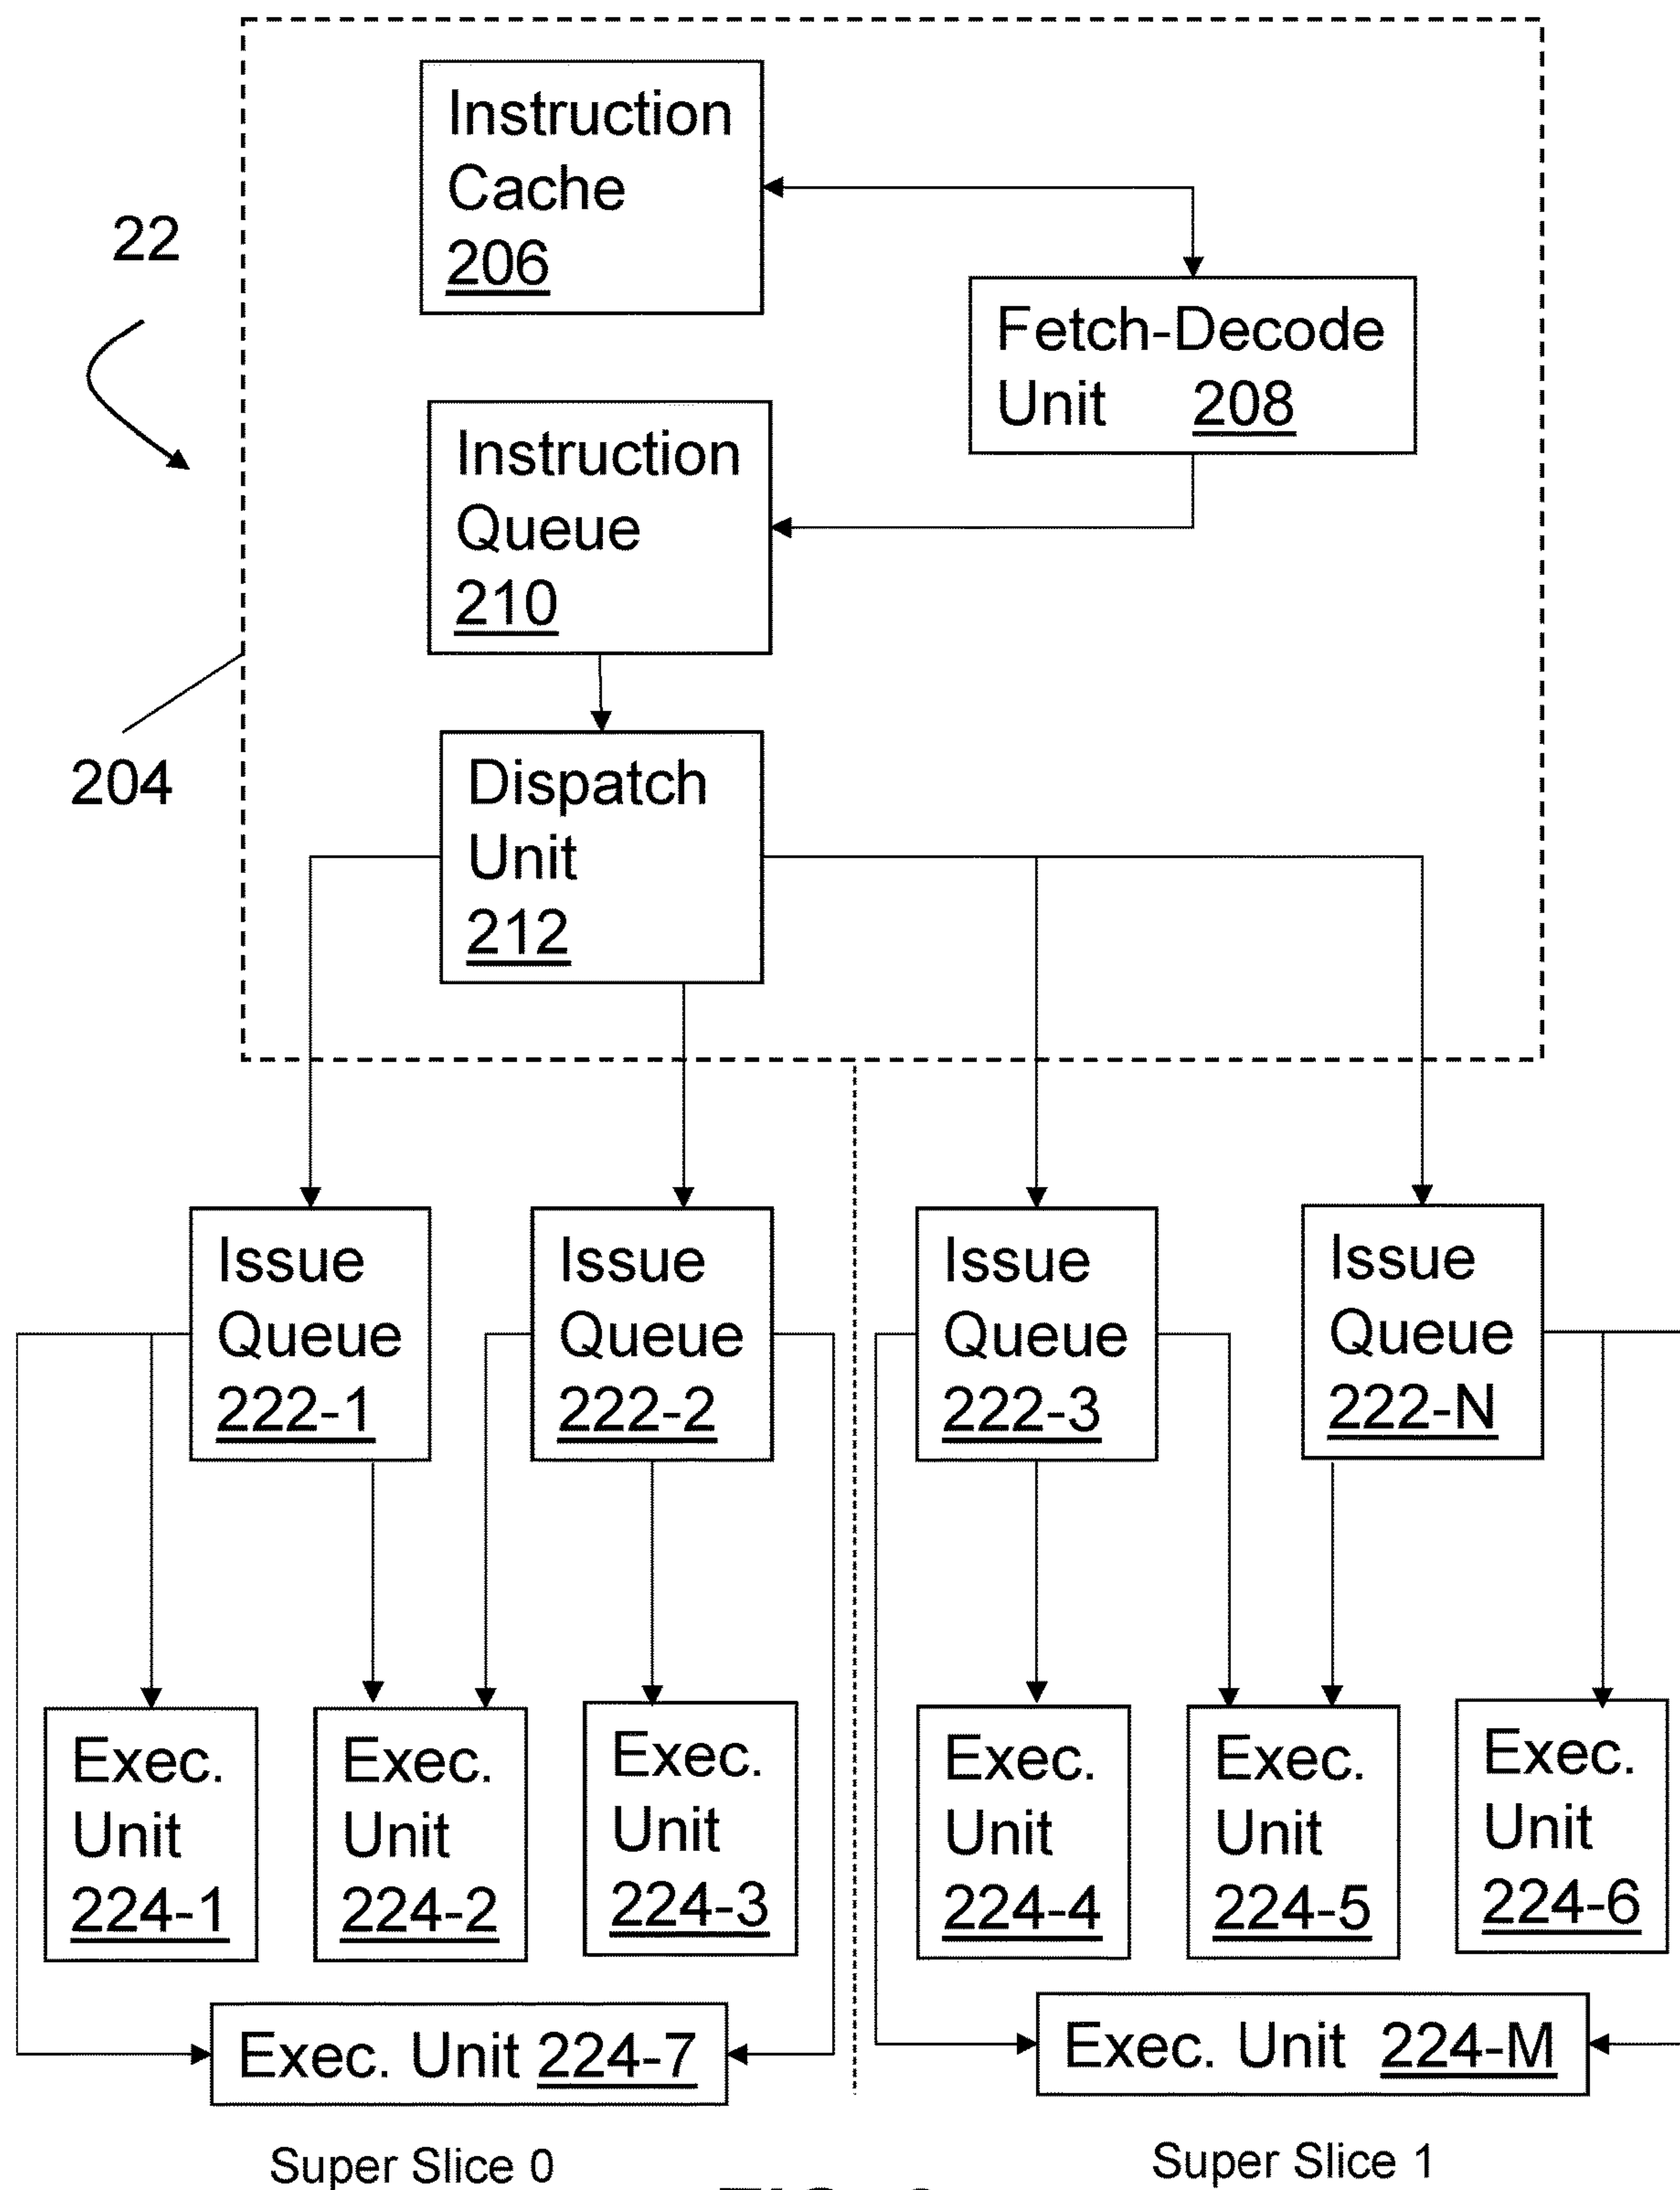 Instruction
Cache
206
22
Fetch-Decode
Unit 208
Instruction
Queue
210
204
Dispatch
Unit
212
Issue
Queue
222-1
Issue
Queue
222-2
Issue
Queue
222-3
Issue
Queue
222-N
Exec.
Unit
224-1
Exec.
Unit
224-2
Exec.
Unit
224-3
Exec.
Unit
224-4
Exec.
Unit
224-5
Exec.
Unit
224-6
Exec. Unit 224-7
Exec. Unit 224-M
Super Slice 0
Super Slice 1